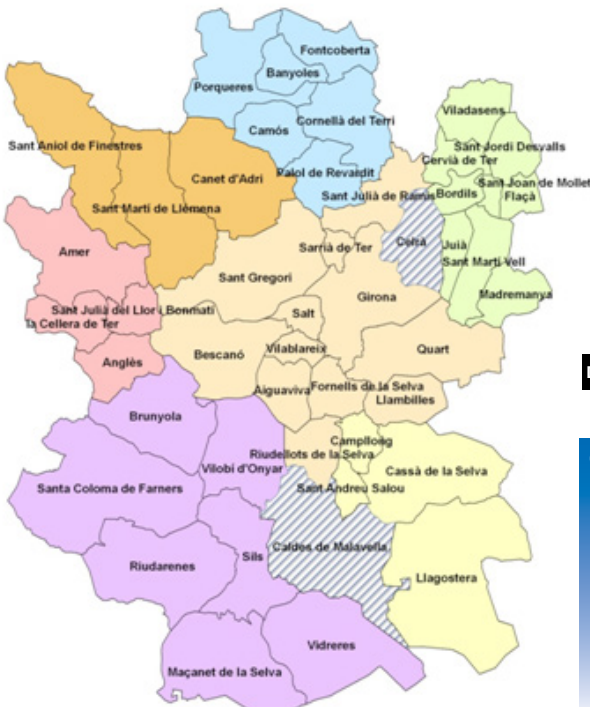 Fontcoberta
Banyoles
Porqueres
Cornellà del Terri
Camós
Viladasens
Sant Aniol de Finestres
Sant Jordi Desvalls
Cervià de Ter
Canet d'Adri
Palol de Revardit
Sant Joan de Mollet
Sant Julià de Ramis
Bordils
Flaçà
Sant Martí de Llémena
Sarrià de Ter
Celrà
Juià
Amer
Sant Martí Vell
Sant Gregori
Girona
Madremanya
Sant Julià del Llor i Bonmatí
Salt
la Cellera de Ter
Vilablareix
Quart
Bescanó
Anglès
Aiguaviva
Fornells de la Selva
Llambilles
Brunyola
Campllong
Riudellots de la Selva
Vilobí d'Onyar
Cassà de la Selva
Santa Coloma de Farners
Sant Andreu Salou
Caldes de Malavella
Sils
Riudarenes
Llagostera
Vidreres
Maçanet de la Selva